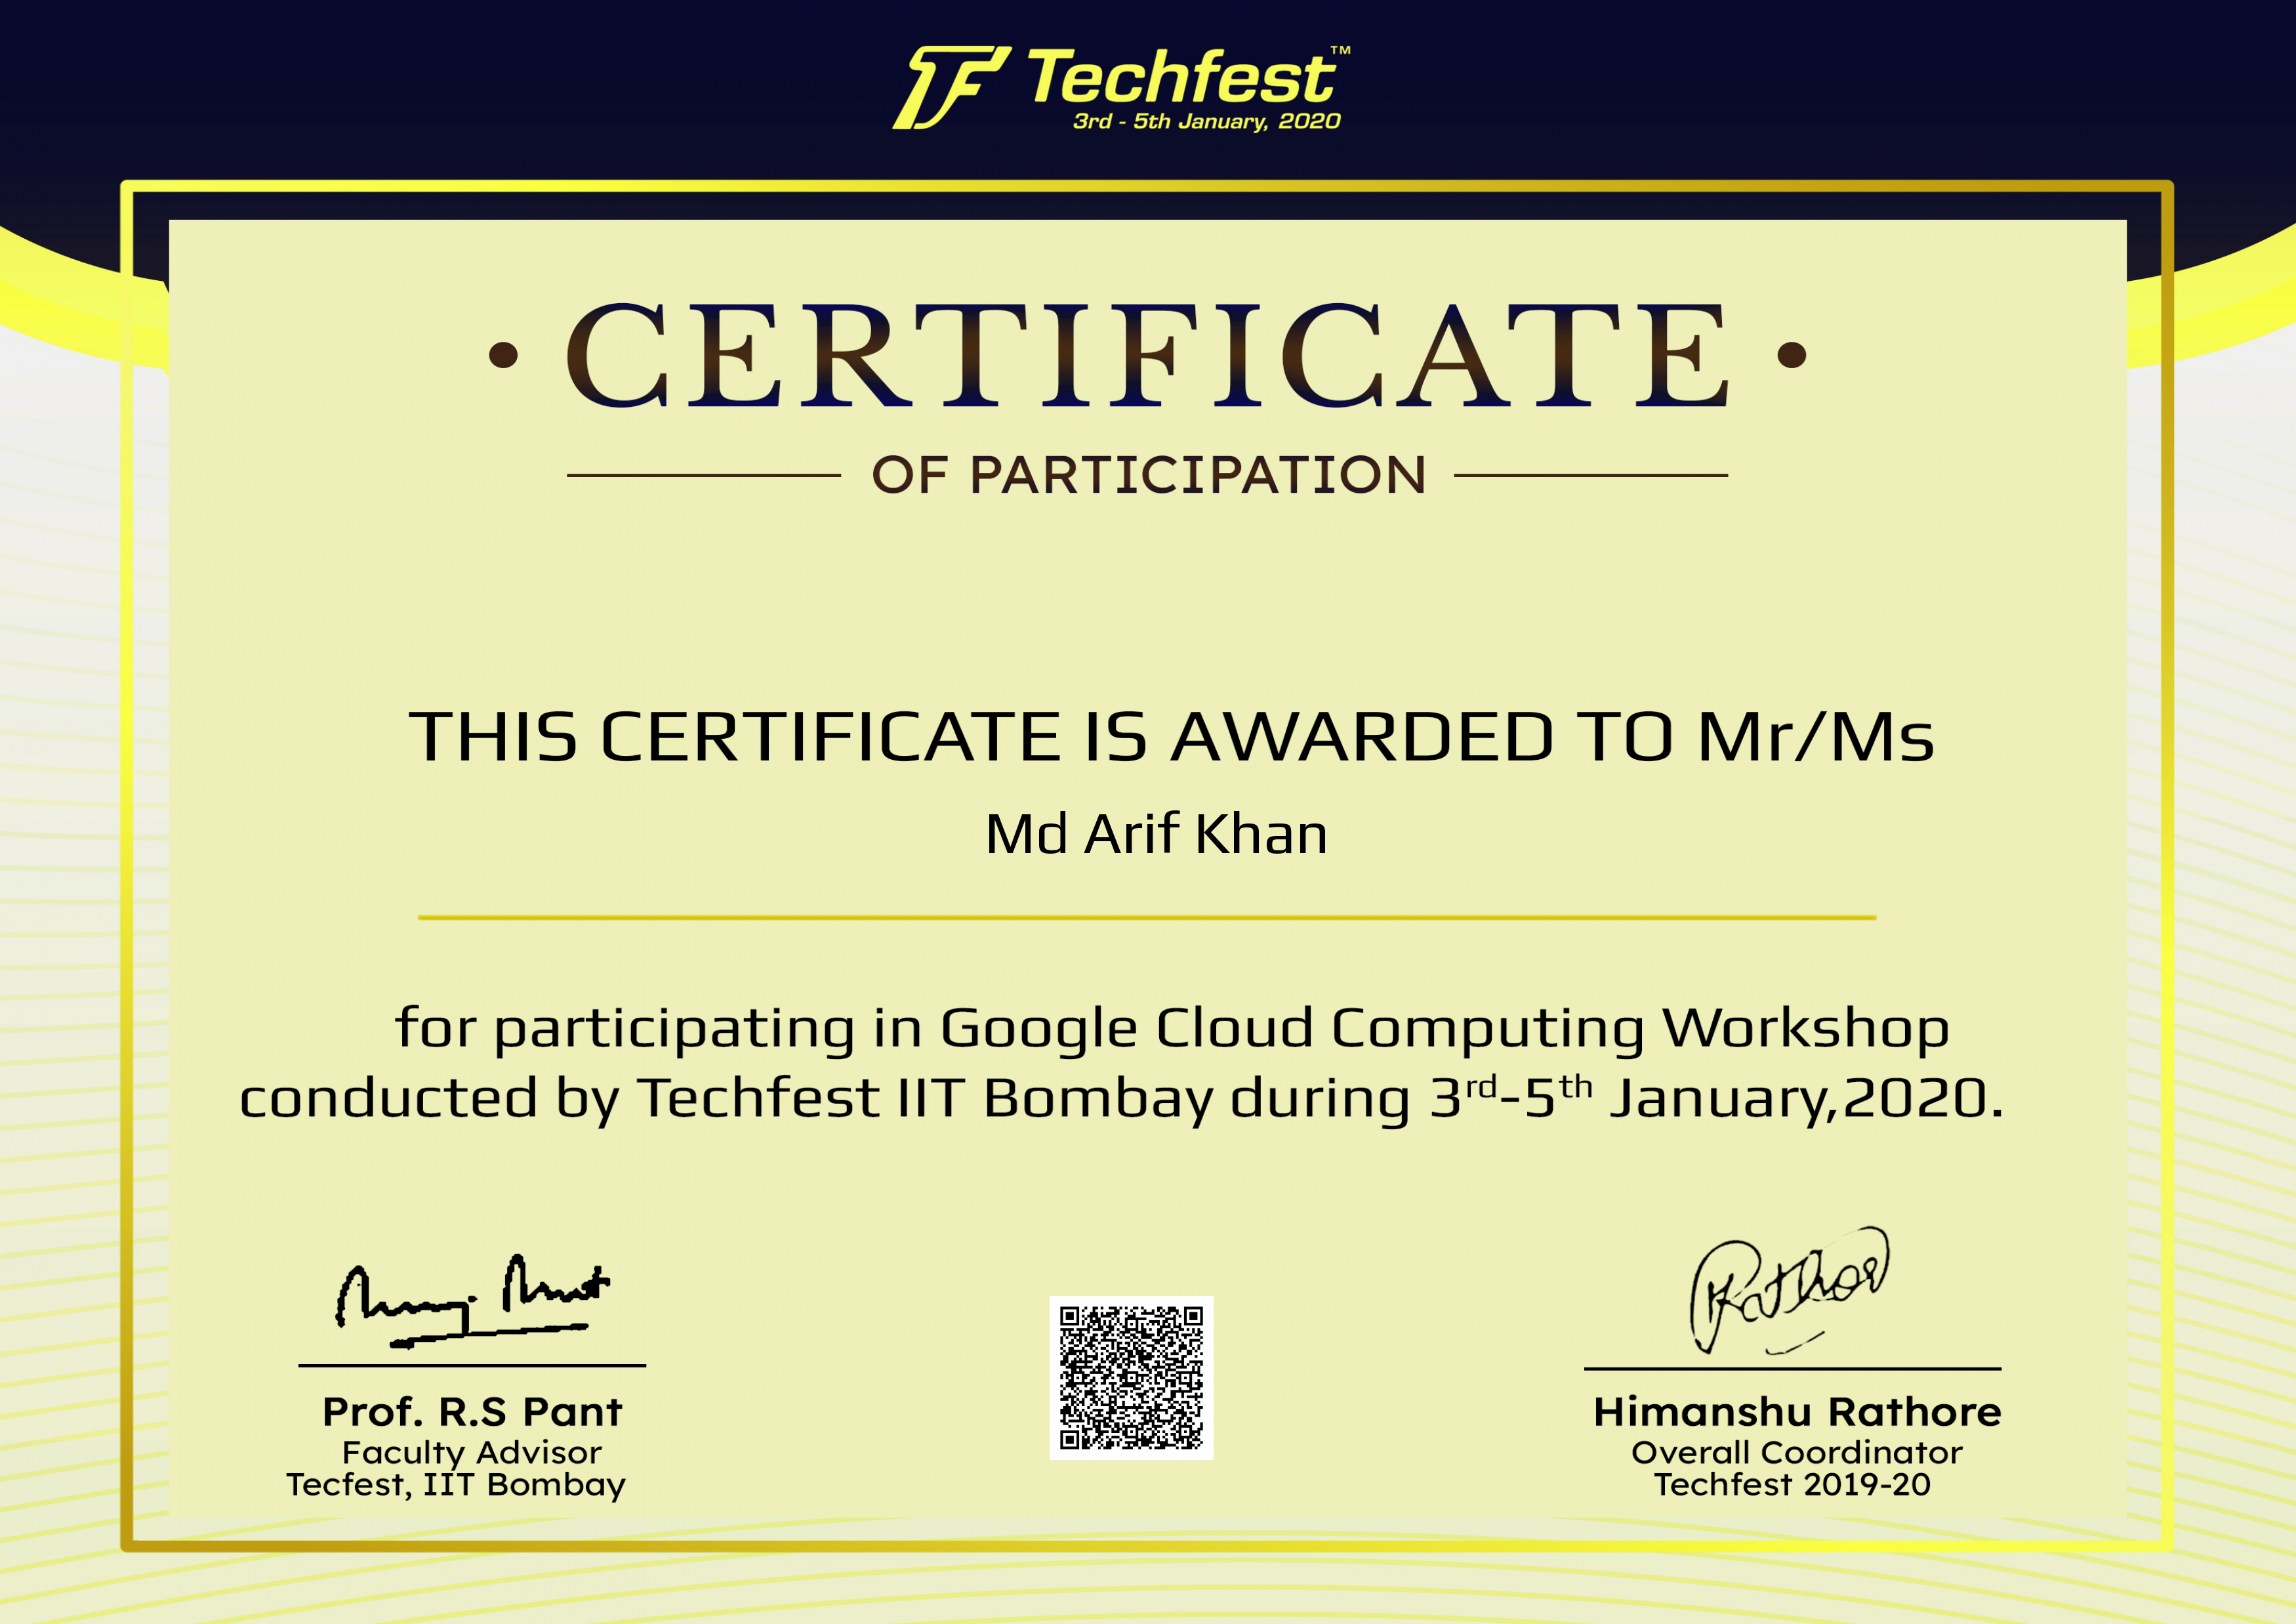 TF Techfest™
3rd - 5th January, 2020
• CERTIFICATE •
OF PARTICIPATION
THIS CERTIFICATE IS AWARDED TO Mr/Ms
Md Arif Khan
for participating in Google Cloud Computing Workshop
conducted by Techfest IIT Bombay during 3rd-5th January,2020.
Rathor
Prof. R.S Pant
Faculty Advisor
Tecfest, IIT Bombay
Himanshu Rathore
Overall Coordinator
Techfest 2019-20